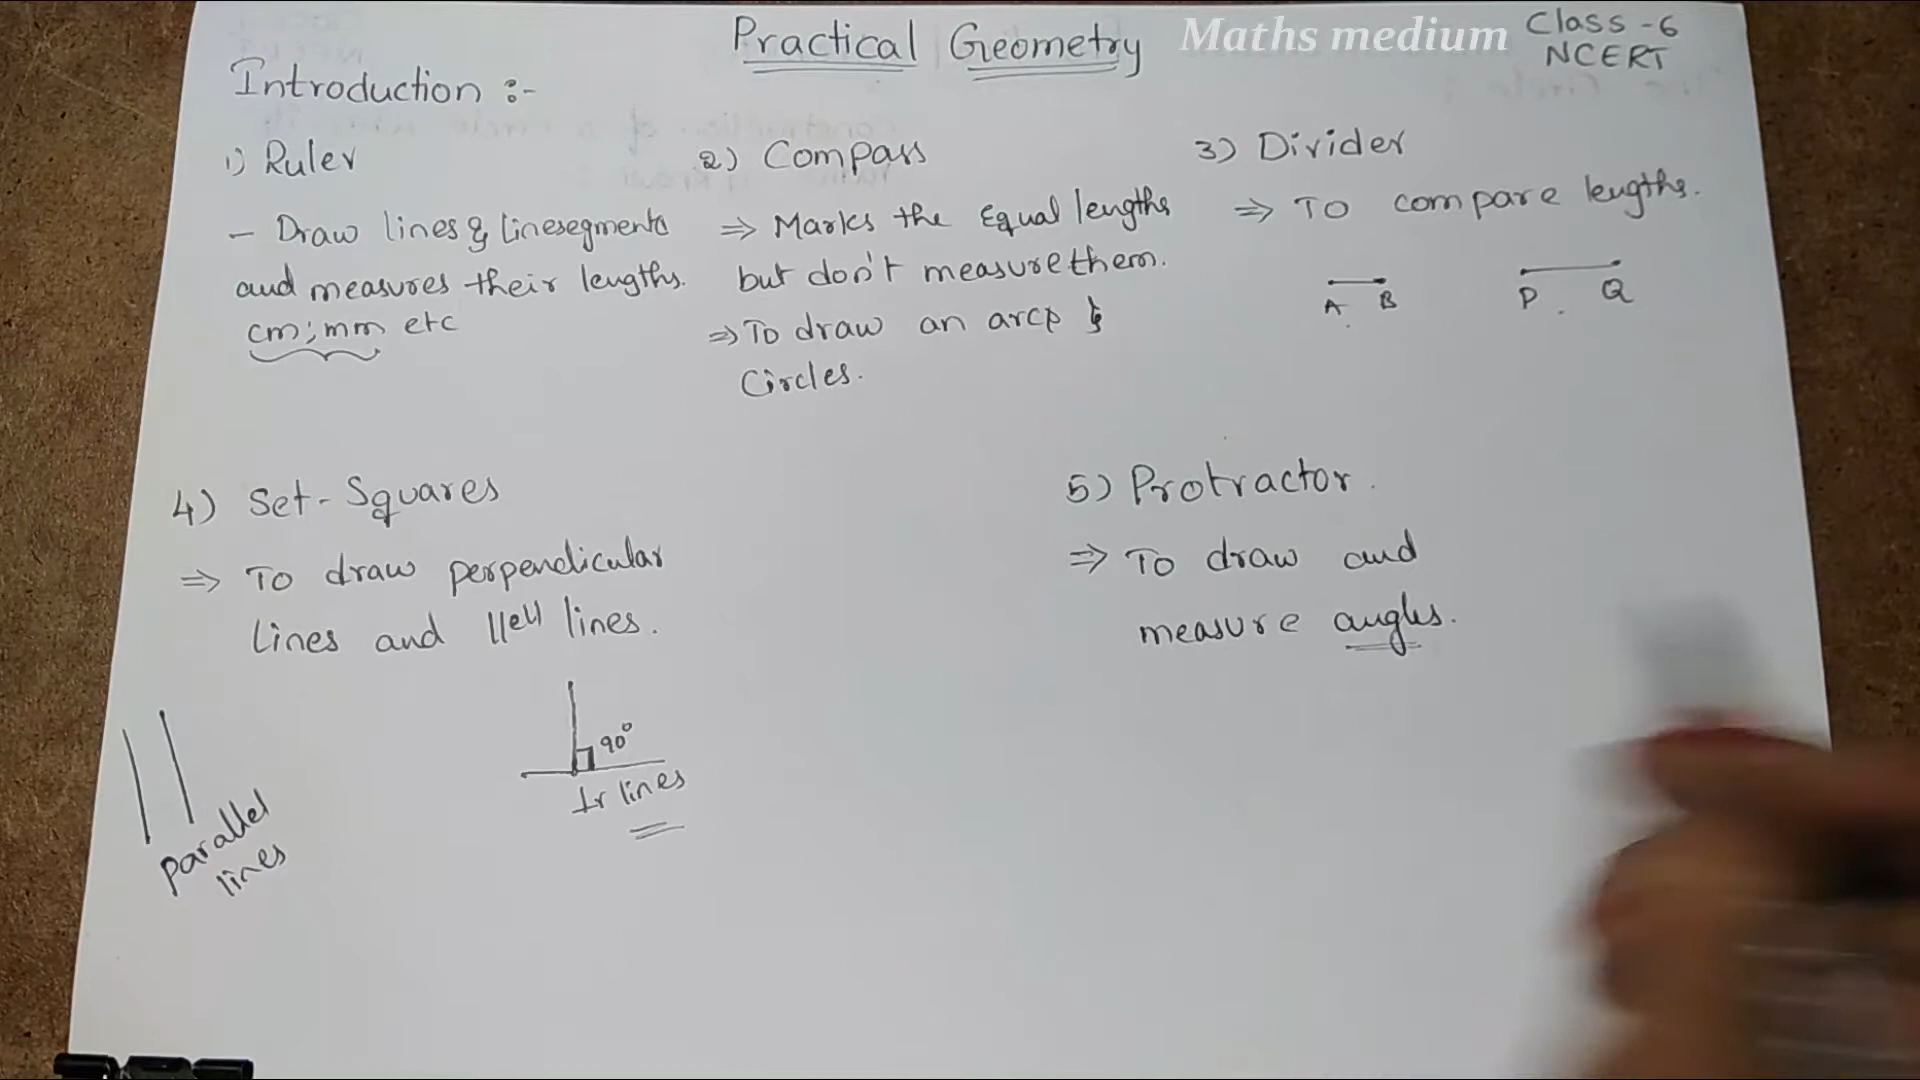 Practical Geometry
Maths medium
Class -6
NCERT
Introduction :-
1) Ruler
- Draw lines & linesegments
and measures their lengths.
cm; mm etc
2) Compass
⇒ Marks the Equal lengths
but don't measure them.
⇒ To draw an arcs &
Circles.
3) Divider
⇒ To compare lengths.
A B
P Q
4) Set-Squares
⇒ To draw perpendicular
lines and ||ell lines.
90°
⊥r lines
parallel
lines
5) Protractor.
⇒ To draw and
measure angles.